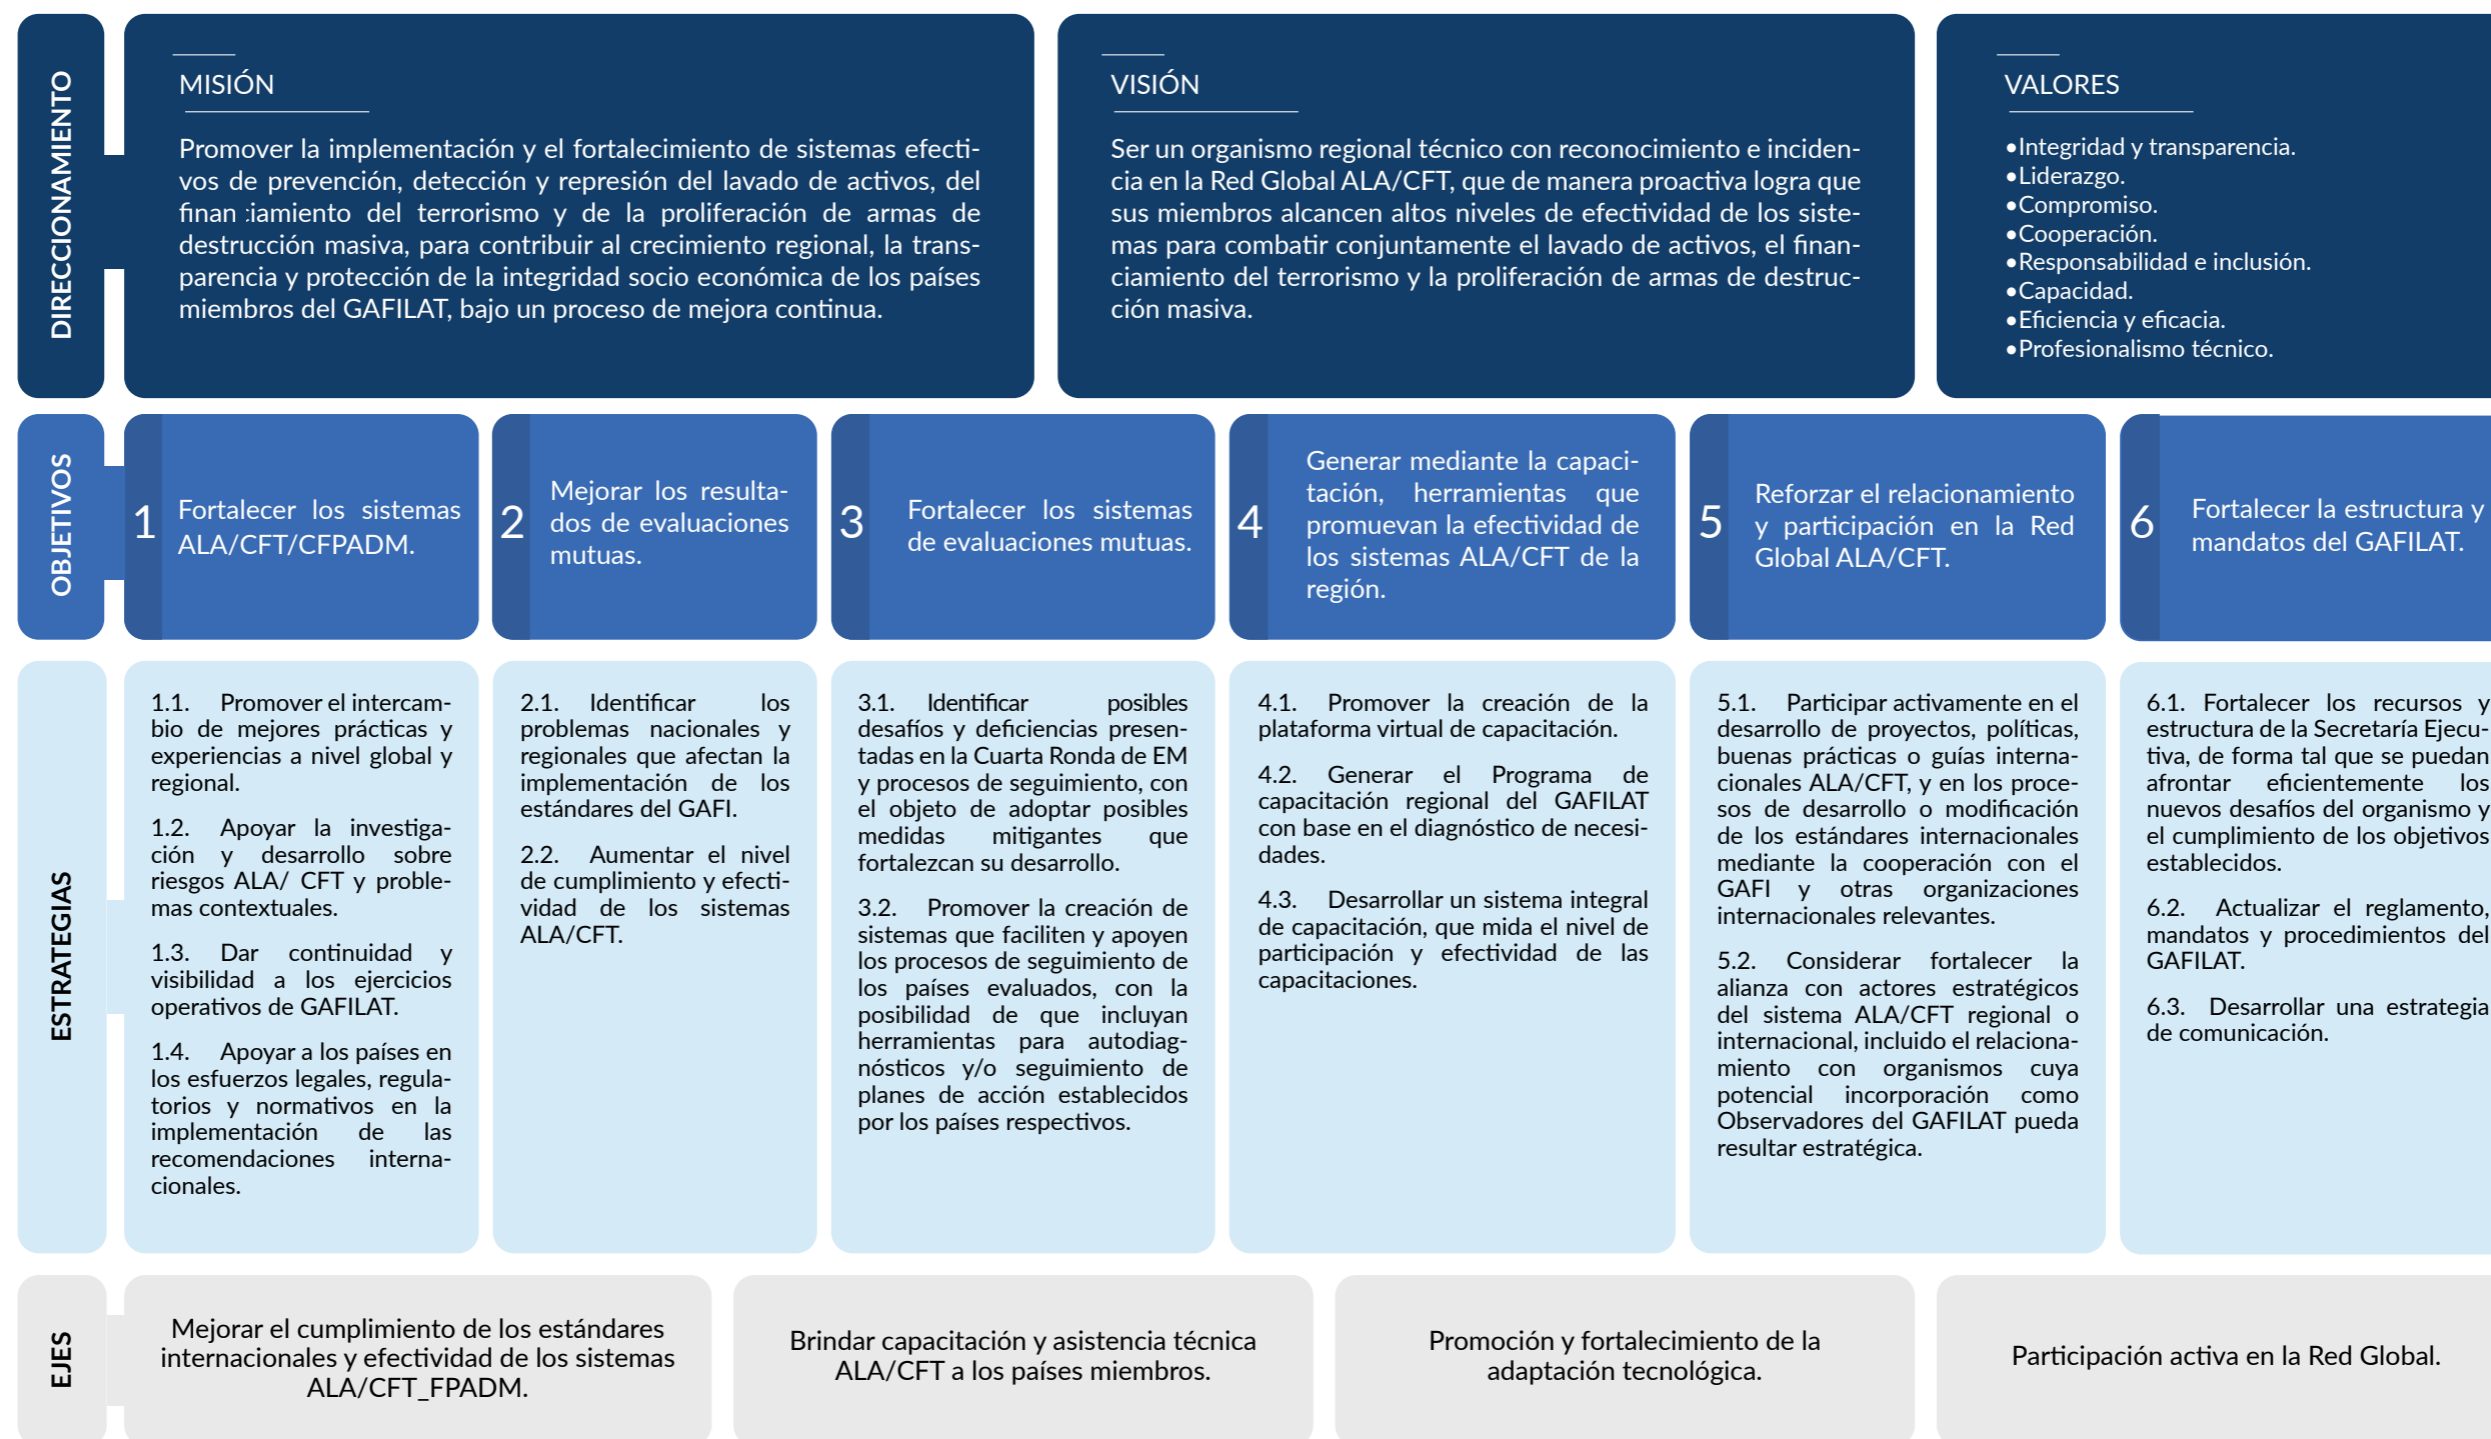 DIRECCIONAMIENTO
MISIÓN
Promover la implementación y el fortalecimiento de sistemas efecti-
vos de prevención, detección y represión del lavado de activos, del
finan :iamiento del terrorismo y de la proliferación de armas de
destrucción masiva, para contribuir al crecimiento regional, la trans-
parencia y protección de la integridad socio económica de los países
miembros del GAFILAT, bajo un proceso de mejora continua.
VISIÓN
Ser un organismo regional técnico con reconocimiento e inciden-
cia en la Red Global ALA/CFT, que de manera proactiva logra que
sus miembros alcancen altos niveles de efectividad de los siste-
mas para combatir conjuntamente el lavado de activos, el finan-
ciamiento del terrorismo y la proliferación de armas de destruc-
ción masiva.
VALORES
•Integridad y transparencia.
•Liderazgo.
•Compromiso.
•Cooperación.
•Responsabilidad e inclusión.
•Capacidad.
•Eficiencia y eficacia.
•Profesionalismo técnico.
OBJETIVOS
1
Fortalecer los sistemas
ALA/CFT/CFPADM.
2
Mejorar los resulta-
dos de evaluaciones
mutuas.
3
Fortalecer los sistemas
de evaluaciones mutuas.
4
Generar mediante la capaci-
tación, herramientas que
promuevan la efectividad de
los sistemas ALA/CFT de la
región.
5
Reforzar el relacionamiento
y participación en la Red
Global ALA/CFT.
6
Fortalecer la estructura y
mandatos del GAFILAT.
ESTRATEGIAS
1.1. Promover el intercam-
bio de mejores prácticas y
experiencias a nivel global y
regional.
1.2. Apoyar la investiga-
ción y desarrollo sobre
riesgos ALA/ CFT y proble-
mas contextuales.
1.3. Dar continuidad y
visibilidad a los ejercicios
operativos de GAFILAT.
1.4. Apoyar a los países en
los esfuerzos legales, regula-
torios y normativos en la
implementación de las
recomendaciones interna-
cionales.
2.1. Identificar los
problemas nacionales y
regionales que afectan la
implementación de los
estándares del GAFI.
2.2. Aumentar el nivel
de cumplimiento y efecti-
vidad de los sistemas
ALA/CFT.
3.1. Identificar posibles
desafíos y deficiencias presen-
tadas en la Cuarta Ronda de EM
y procesos de seguimiento, con
el objeto de adoptar posibles
medidas mitigantes que
fortalezcan su desarrollo.
3.2. Promover la creación de
sistemas que faciliten y apoyen
los procesos de seguimiento de
los países evaluados, con la
posibilidad de que incluyan
herramientas para autodiag-
nósticos y/o seguimiento de
planes de acción establecidos
por los países respectivos.
4.1. Promover la creación de la
plataforma virtual de capacitación.
4.2. Generar el Programa de
capacitación regional del GAFILAT
con base en el diagnóstico de necesi-
dades.
4.3. Desarrollar un sistema integral
de capacitación, que mida el nivel de
participación y efectividad de las
capacitaciones.
5.1. Participar activamente en el
desarrollo de proyectos, políticas,
buenas prácticas o guías interna-
cionales ALA/CFT, y en los proce-
sos de desarrollo o modificación
de los estándares internacionales
mediante la cooperación con el
GAFI y otras organizaciones
internacionales relevantes.
5.2. Considerar fortalecer la
alianza con actores estratégicos
del sistema ALA/CFT regional o
internacional, incluido el relaciona-
miento con organismos cuya
potencial incorporación como
Observadores del GAFILAT pueda
resultar estratégica.
6.1. Fortalecer los recursos y
estructura de la Secretaría Ejecu-
tiva, de forma tal que se puedan
afrontar eficientemente los
nuevos desafíos del organismo y
el cumplimiento de los objetivos
establecidos.
6.2. Actualizar el reglamento,
mandatos y procedimientos del
GAFILAT.
6.3. Desarrollar una estrategia
de comunicación.
EJES
Mejorar el cumplimiento de los estándares
internacionales y efectividad de los sistemas
ALA/CFT_FPADM.
Brindar capacitación y asistencia técnica
ALA/CFT a los países miembros.
Promoción y fortalecimiento de la
adaptación tecnológica.
Participación activa en la Red Global.